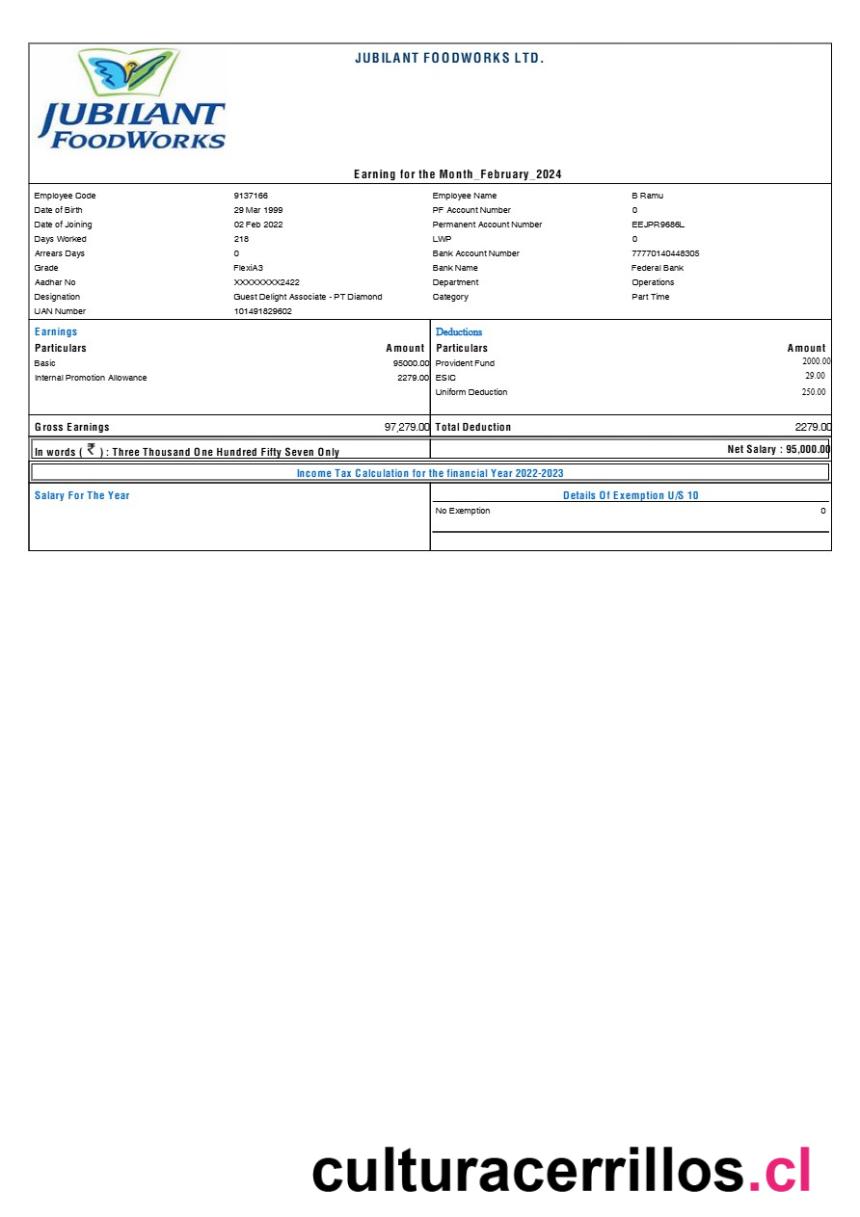 JUBILANT FOODWORKS LTD.
JUBILANT
FOODWORKS
Earning for the Month_February_2024
Employee Code 9137166 Employee Name B Ramu
Date of Birth 29 Mar 1999 PF Account Number 0
Date of Joining 02 Feb 2022 Permanent Account Number EEJPR9686L
Days Worked 218 LWP 0
Arrears Days 0 Bank Account Number 77770140448305
Grade FlexiA3 Bank Name Federal Bank
Aadhar No XXXXXXXX2422 Department Operations
Designation Guest Delight Associate - PT Diamond Category Part Time
UAN Number 101491829602
Earnings Deductions
Particulars Amount Particulars Amount
Basic 95000.00 Provident Fund 2000.00
Internal Promotion Allowance 2279.00 ESIC 29.00
Uniform Deduction 250.00
Gross Earnings 97,279.00 Total Deduction 2279.00
In words ( ₹ ) : Three Thousand One Hundred Fifty Seven Only Net Salary : 95,000.00
Income Tax Calculation for the financial Year 2022-2023
Salary For The Year Details Of Exemption U/S 10
No Exemption 0
culturacerrillos.cl